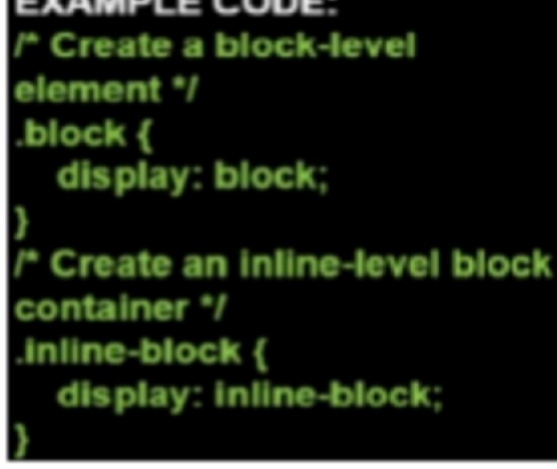 EXAMPLE CODE:
/* Create a block-level
element */
.block {
    display: block;
}
/* Create an inline-level block
container */
.inline-block {
    display: inline-block;
}